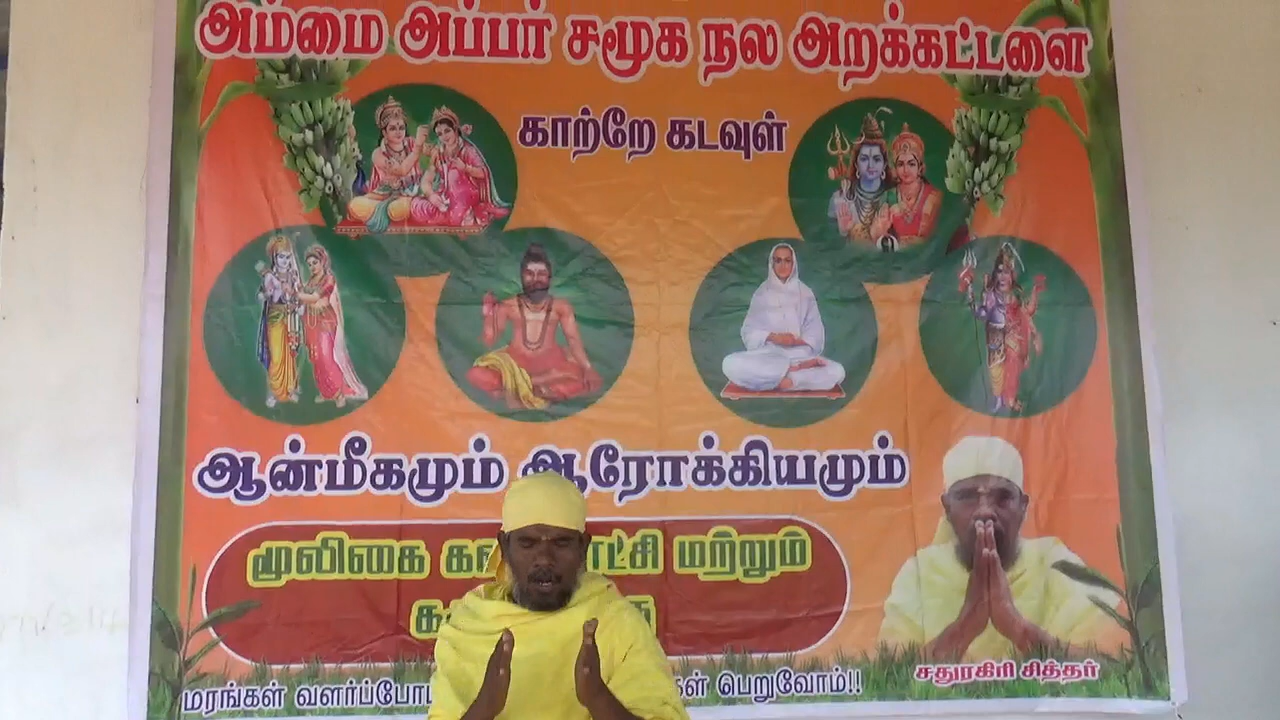 அம்மை அப்பர் சமூக நல அறக்கட்டளை
காற்றே கடவுள்
ஆன்மீகமும் ஆரோக்கியமும்
மூலிகை மற்றும்
சதுரகிரி சித்தர்
மரங்கள் பெறுவோம்!!